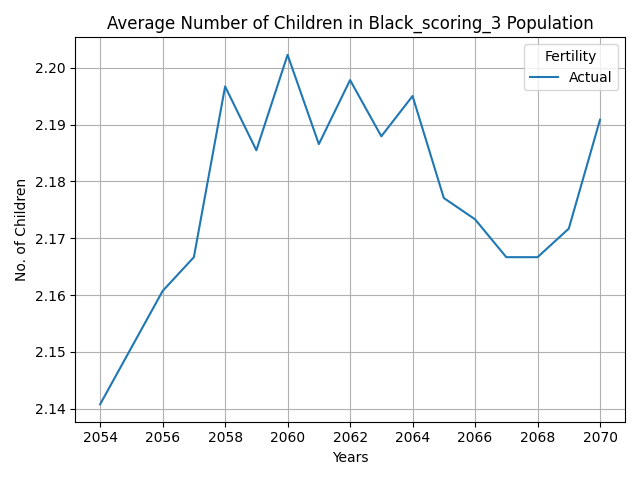 Average Number of Children in Black_scoring_3 Population
Fertility
Actual
2.20
2.19
2.18
2.17
2.16
2.15
2.14
No. of Children
2054 2056 2058 2060 2062 2064 2066 2068 2070
Years